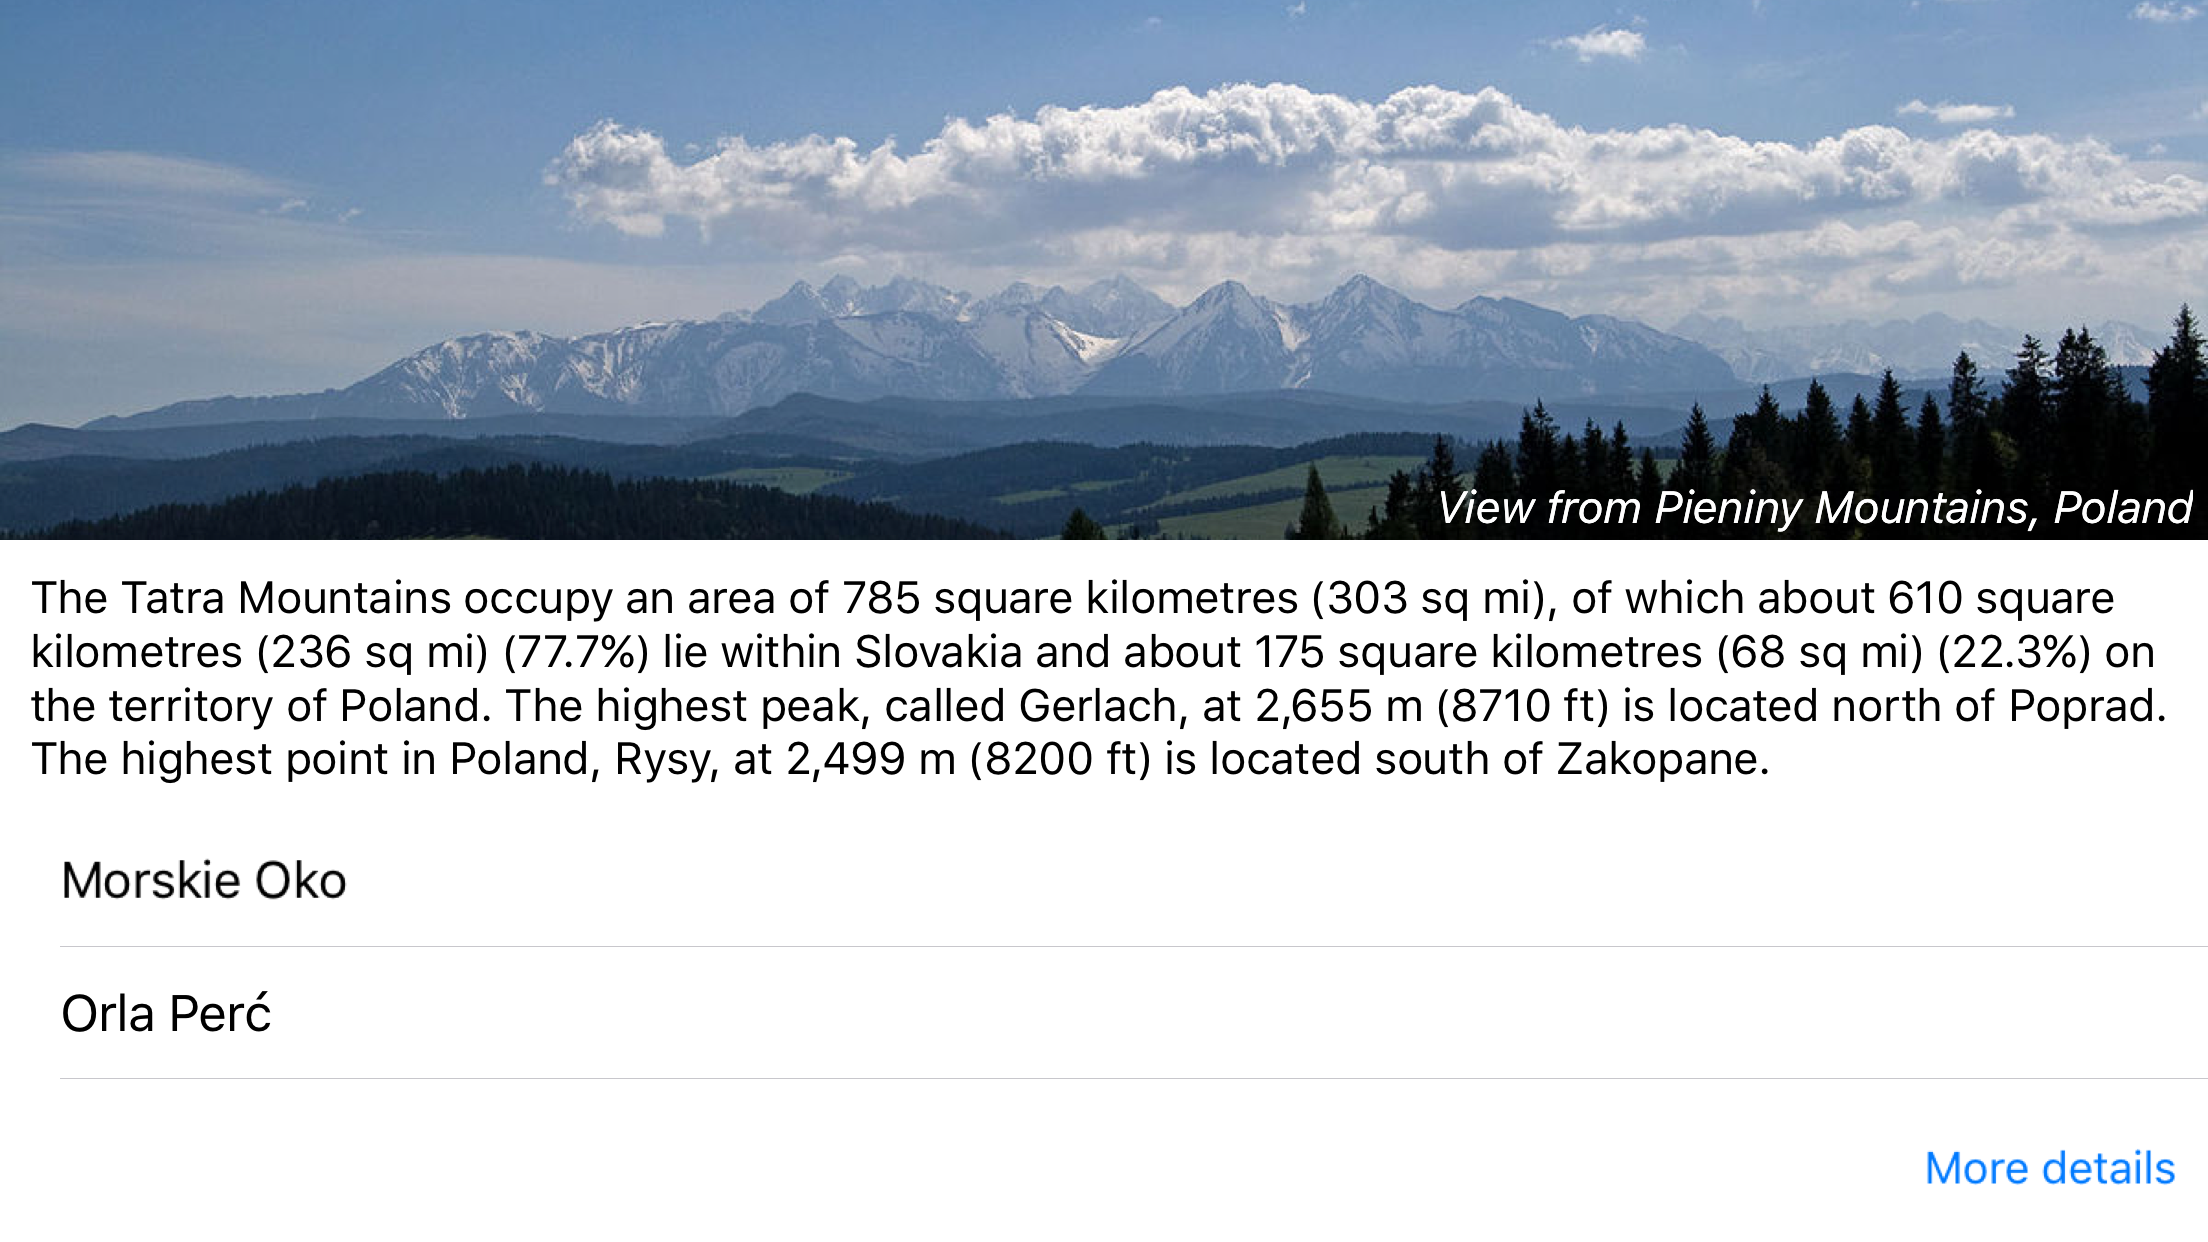 View from Pieniny Mountains, Poland
The Tatra Mountains occupy an area of 785 square kilometres (303 sq mi), of which about 610 square
kilometres (236 sq mi) (77.7%) lie within Slovakia and about 175 square kilometres (68 sq mi) (22.3%) on
the territory of Poland. The highest peak, called Gerlach, at 2,655 m (8710 ft) is located north of Poprad.
The highest point in Poland, Rysy, at 2,499 m (8200 ft) is located south of Zakopane.
Morskie Oko
Orla Perć
More details